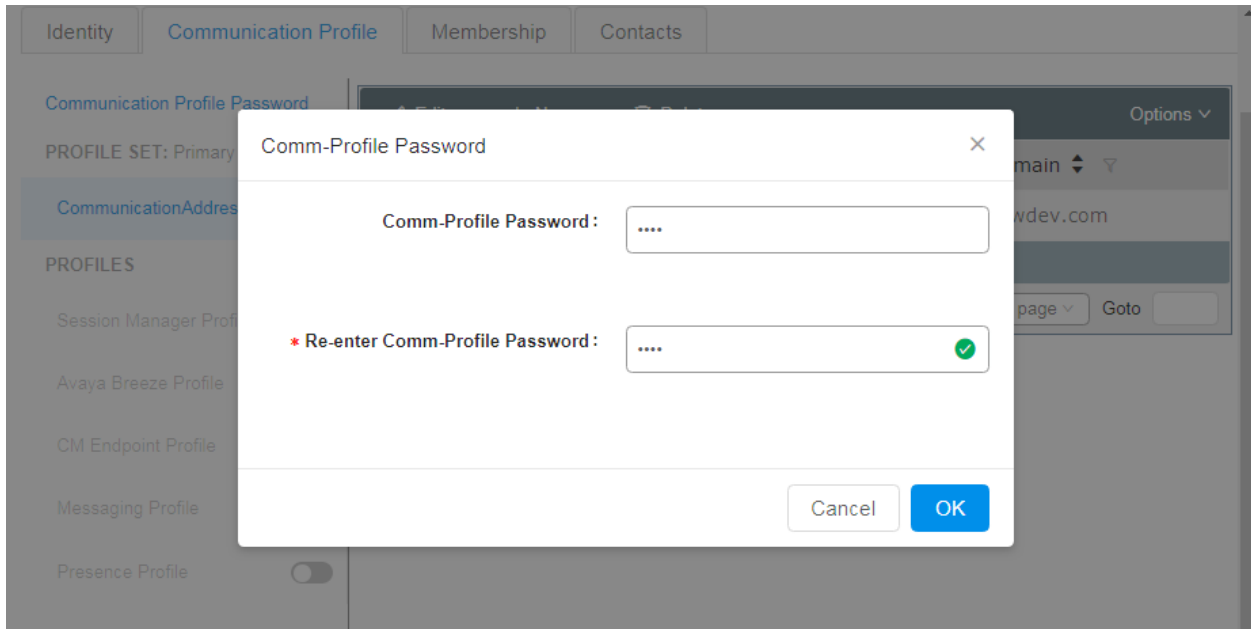 Identity Communication Profile Membership Contacts
Communication Profile Password
Options
PROFILE SET: Primary
Comm-Profile Password
main
CommunicationAddres
Comm-Profile Password :
••••
wdev.com
PROFILES
Session Manager Profi
page Goto
* Re-enter Comm-Profile Password :
••••
Avaya Breeze Profile
CM Endpoint Profile
Messaging Profile
Cancel OK
Presence Profile